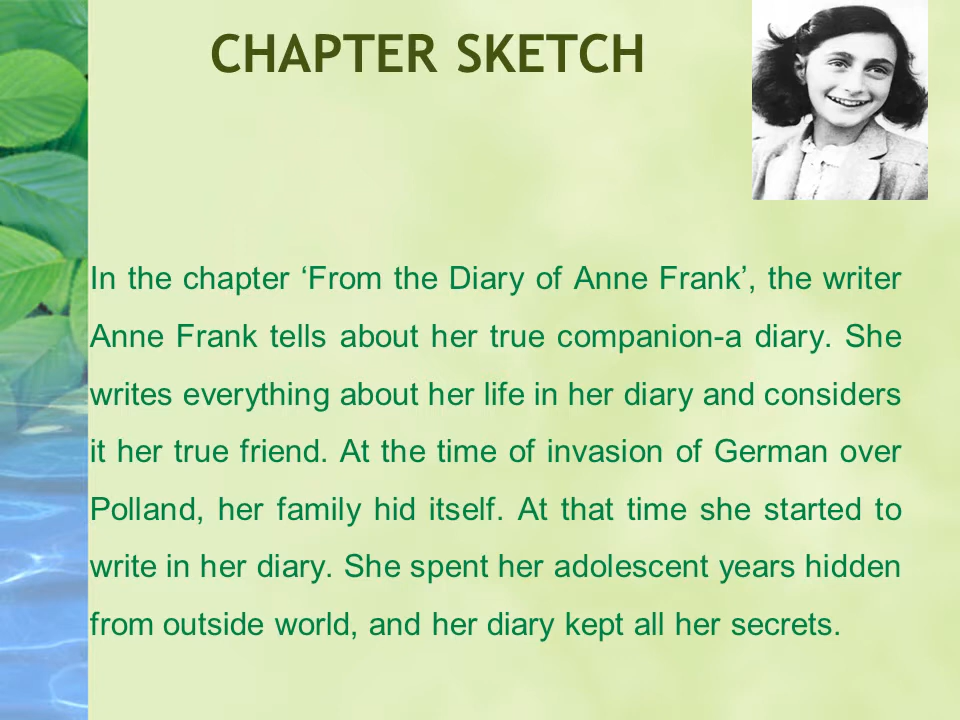 CHAPTER SKETCH
In the chapter ‘From the Diary of Anne Frank’, the writer
Anne Frank tells about her true companion-a diary. She
writes everything about her life in her diary and considers
it her true friend. At the time of invasion of German over
Polland, her family hid itself. At that time she started to
write in her diary. She spent her adolescent years hidden
from outside world, and her diary kept all her secrets.